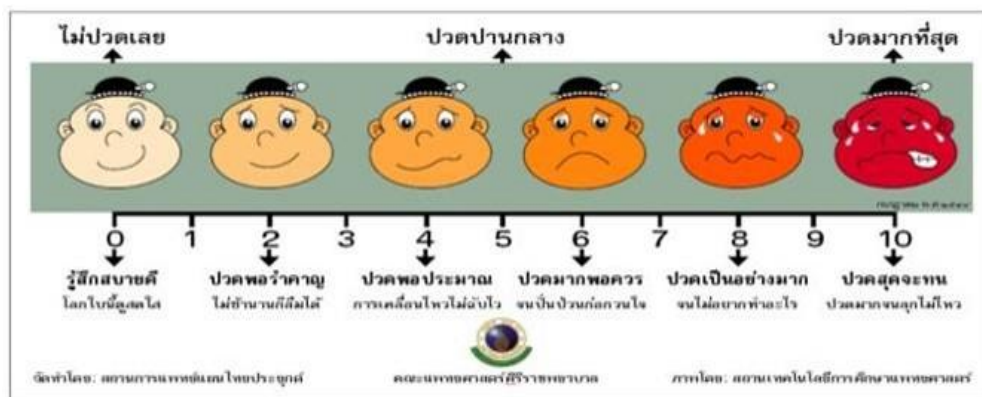 ไม่ปวดเลย ปวดปานกลาง ปวดมากที่สุด
0 1 2 3 4 5 6 7 8 9 10
รู้สึกสบายดี ปวดพอรำคาญ ปวดพอประมาณ ปวดมากพอควร ปวดเป็นอย่างมาก ปวดสุดจะทน
โลกใบนี้ดูสดใส ไม่ช้านานก็ลืมได้ การเคลื่อนไหวไม่ฉับไว จนปั่นป่วนก่อกวนใจ จนไม่อยากทำอะไร ปวดมากจนลุกไม่ไหว
จัดทำโดย: สถานการแพทย์แผนไทยประยุกต์ คณะแพทยศาสตร์ศิริราชพยาบาล ภาพโดย: สถานเทคโนโลยีการศึกษาแพทยศาสตร์